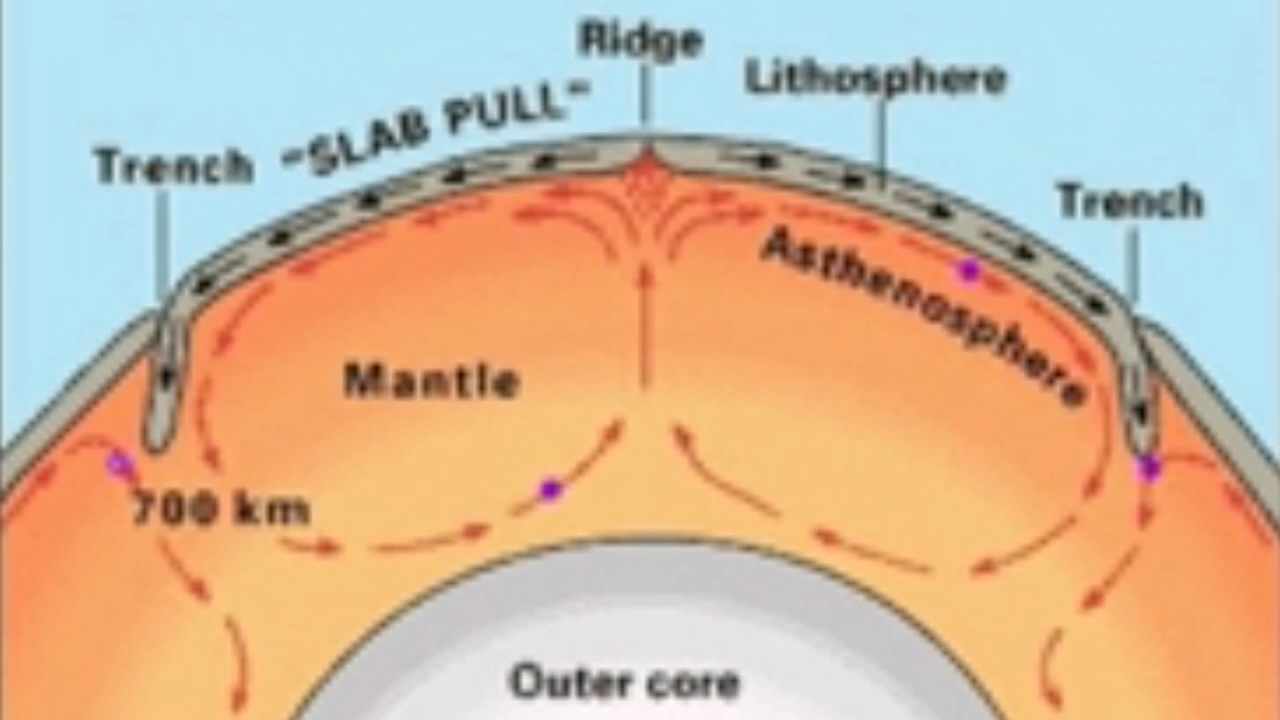 Ridge
Lithosphere
"SLAB PULL"
Trench
Trench
Asthenosphere
Mantle
700 km
Outer core